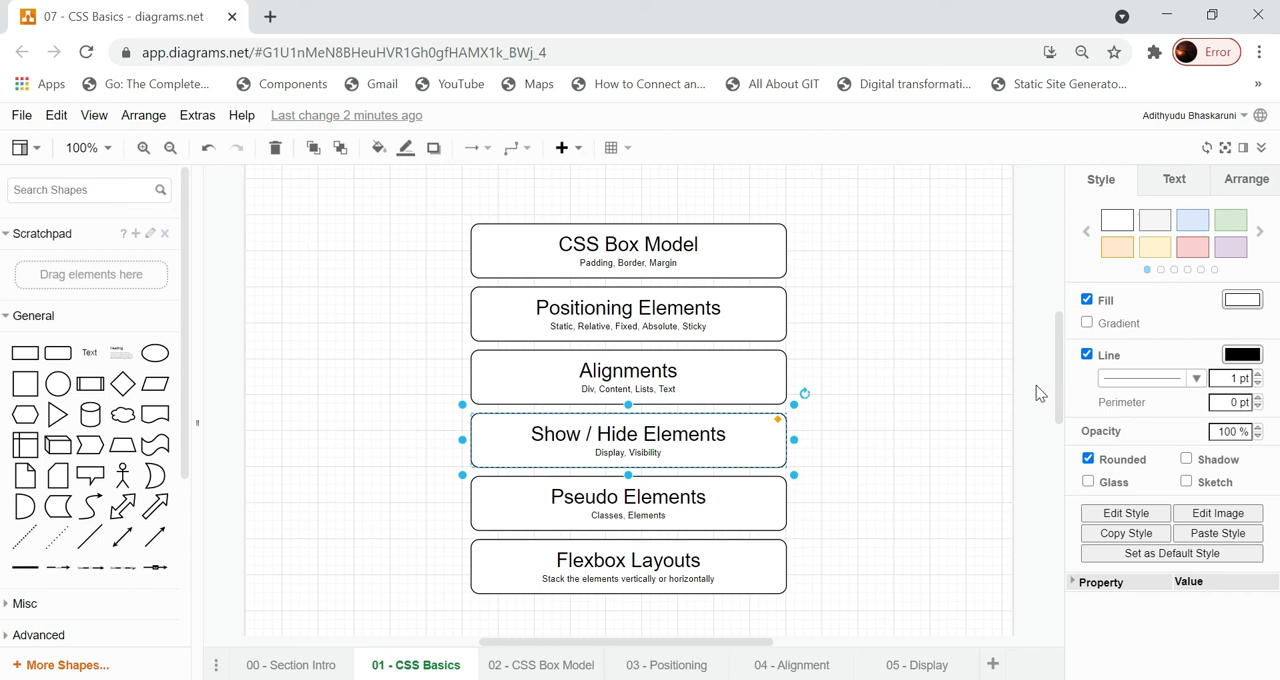 07 - CSS Basics - diagrams.net
app.diagrams.net/#G1U1nMeN8BHeuHVR1Gh0gfHAMX1k_BWj_4
Error
Apps Go: The Complete... Components Gmail YouTube Maps How to Connect an... All About GIT Digital transformati... Static Site Generato... »
File Edit View Arrange Extras Help Last change 2 minutes ago Adithyudu Bhaskaruni
100%
Search Shapes
Scratchpad
Drag elements here
General
Text
Heading
Misc
Advanced
+ More Shapes...
CSS Box Model
Padding, Border, Margin
Positioning Elements
Static, Relative, Fixed, Absolute, Sticky
Alignments
Div, Content, Lists, Text
Show / Hide Elements
Display, Visibility
Pseudo Elements
Classes, Elements
Flexbox Layouts
Stack the elements vertically or horizontally
00 - Section Intro 01 - CSS Basics 02 - CSS Box Model 03 - Positioning 04 - Alignment 05 - Display
Style Text Arrange
Fill
Gradient
Line
1 pt
Perimeter 0 pt
Opacity 100 %
Rounded Shadow
Glass Sketch
Edit Style Edit Image
Copy Style Paste Style
Set as Default Style
Property Value